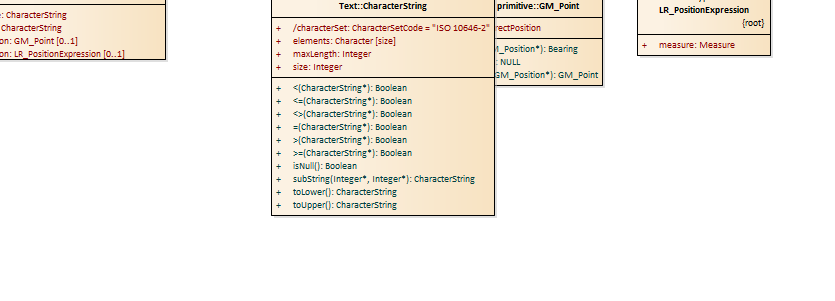 : CharacterString
CharacterString
on: GM_Point [0..1]
on: LR_PositionExpression [0..1]
Text::CharacterString
+ /characterSet: CharacterSetCode = "ISO 10646-2"
+ elements: Character [size]
+ maxLength: Integer
+ size: Integer
+ <(CharacterString*): Boolean
+ <=(CharacterString*): Boolean
+ <>(CharacterString*): Boolean
+ =(CharacterString*): Boolean
+ >(CharacterString*): Boolean
+ >=(CharacterString*): Boolean
+ isNull(): Boolean
+ subString(Integer*, Integer*): CharacterString
+ toLower(): CharacterString
+ toUpper(): CharacterString
primitive::GM_Point
rectPosition
M_Position*): Bearing
: NULL
GM_Position*): GM_Point
LR_PositionExpression
{root}
+ measure: Measure